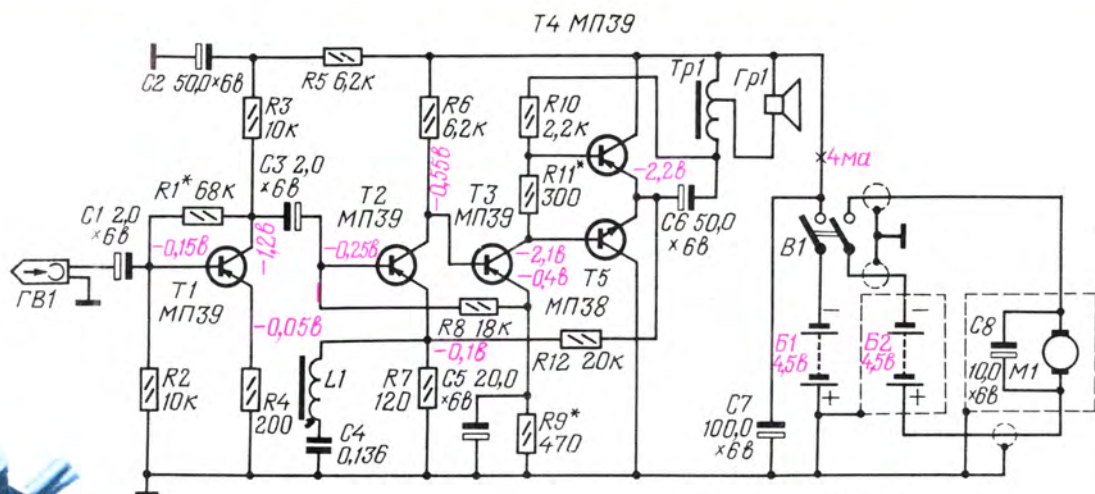 Т4 МП39
С2 50,0×6в
R5 6,2к
R3
10к
R6
6,2к
R10
2,2к
Тр1
Гр1
С3 2,0
×6в
R1* 68к
С1 2,0
×6в
-0,15в
-1,2в
Т2
МП39
-0,25в
-0,55в
Т3
МП39
R11*
300
-2,2в
С6 50,0
×6в
×4ма
В1
ГВ1
Т1
МП39
-0,05в
-2,1в
-0,4в
Т5
МП38
R8 18к
-0,1в
R12 20к
R2
10к
R4
200
L1
С4
0,136
R7
120
С5 20,0
×6в
R9*
470
С7
100,0
×6в
Б1
4,5в
Б2
4,5в
С8
10,0
×6в
М1